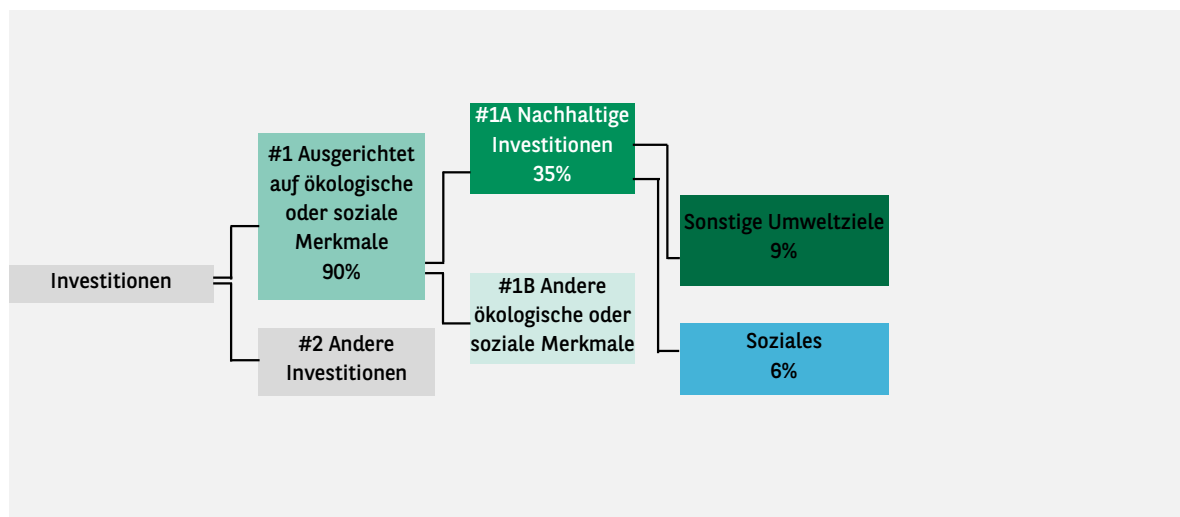 Investitionen
#1 Ausgerichtet
auf ökologische
oder soziale
Merkmale
90%
#2 Andere
Investitionen
#1A Nachhaltige
Investitionen
35%
#1B Andere
ökologische oder
soziale Merkmale
Sonstige Umweltziele
9%
Soziales
6%